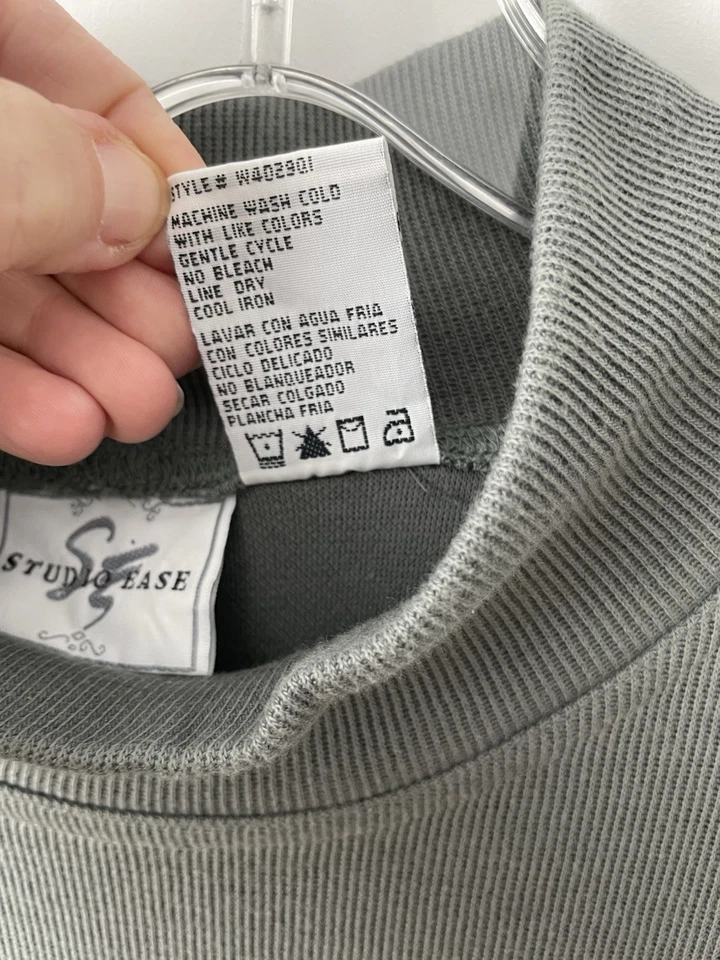 STYLE# W40290I
MACHINE WASH COLD
WITH LIKE COLORS
GENTLE CYCLE
NO BLEACH
LINE DRY
COOL IRON
LAVAR CON AGUA FRIA
CON COLORES SIMILARES
CICLO DELICADO
NO BLANQUEADOR
SECAR COLGADO
PLANCHA FRIA
STUDIO EASE